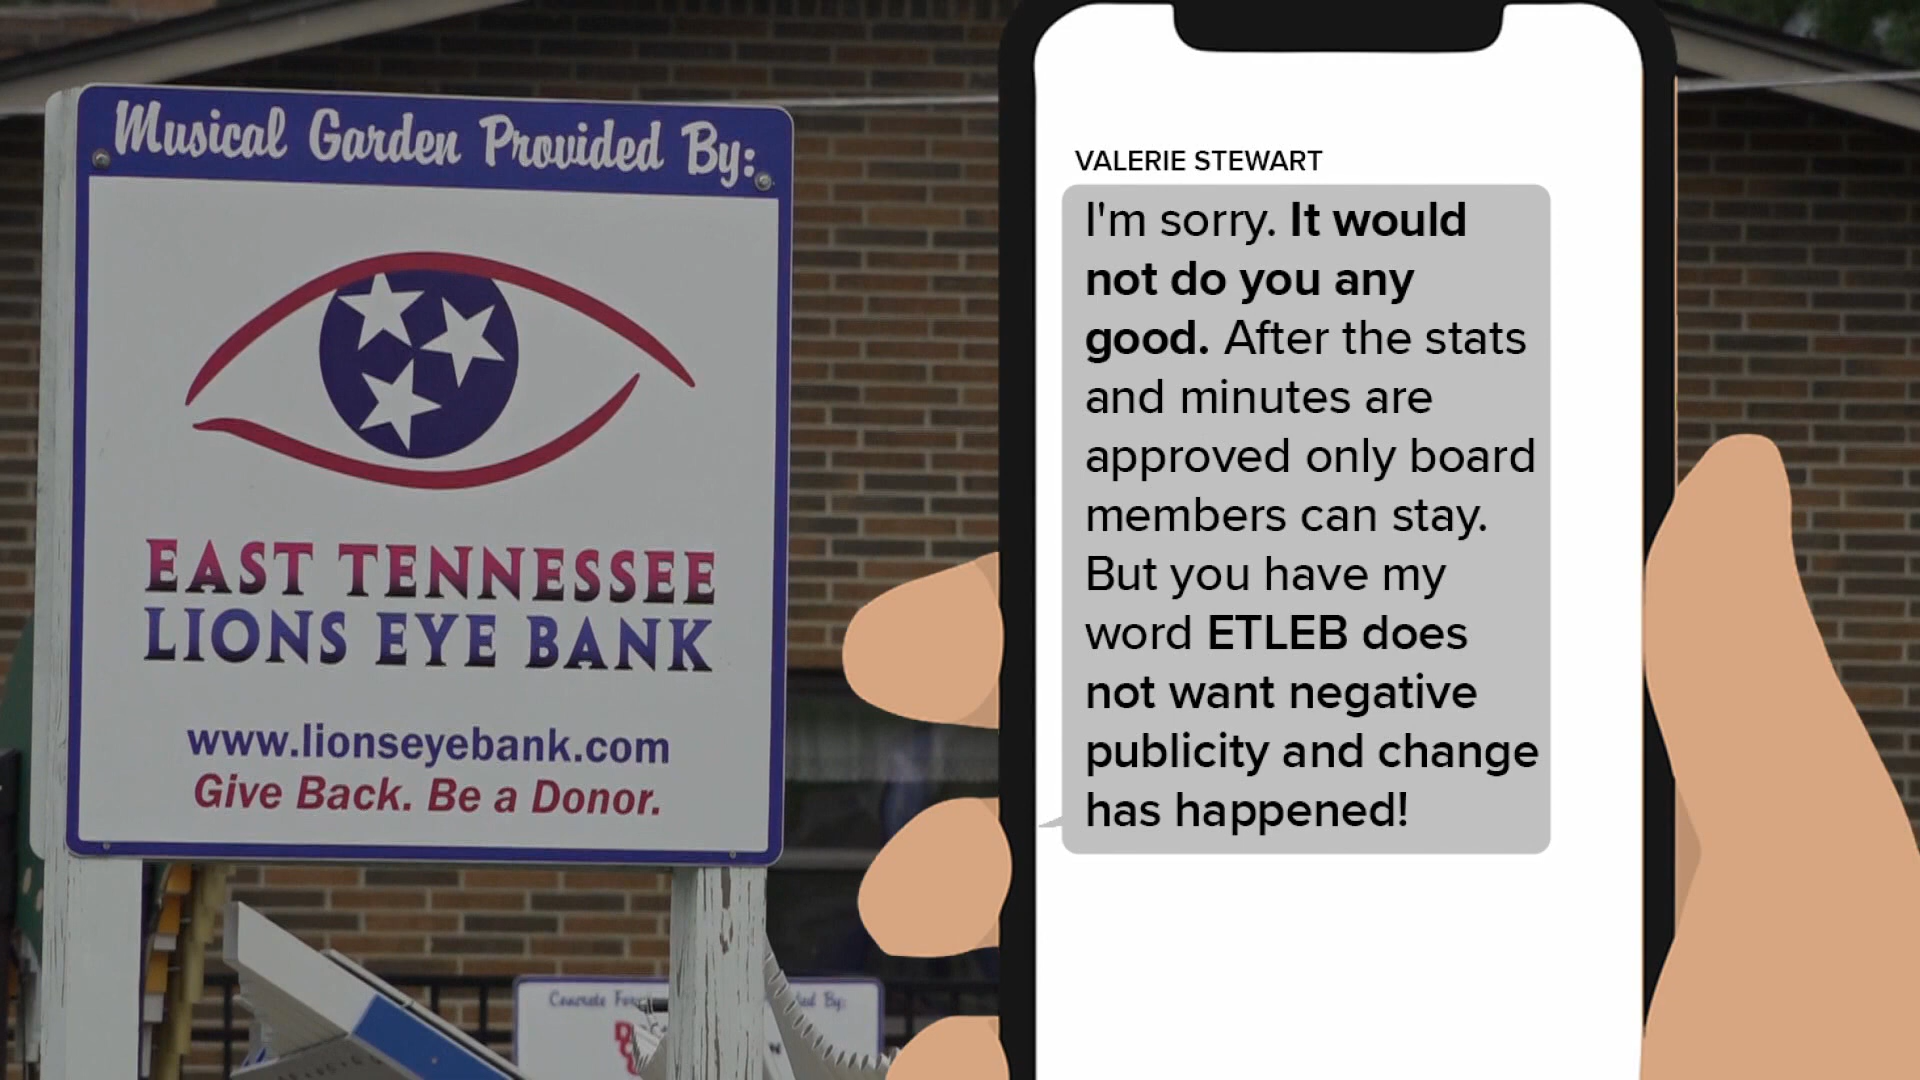 Musical Garden Provided By:
EAST TENNESSEE
LIONS EYE BANK
www.lionseyebank.com
Give Back. Be a Donor.
Concrete
By:
VALERIE STEWART
I'm sorry. It would
not do you any
good. After the stats
and minutes are
approved only board
members can stay.
But you have my
word ETLEB does
not want negative
publicity and change
has happened!